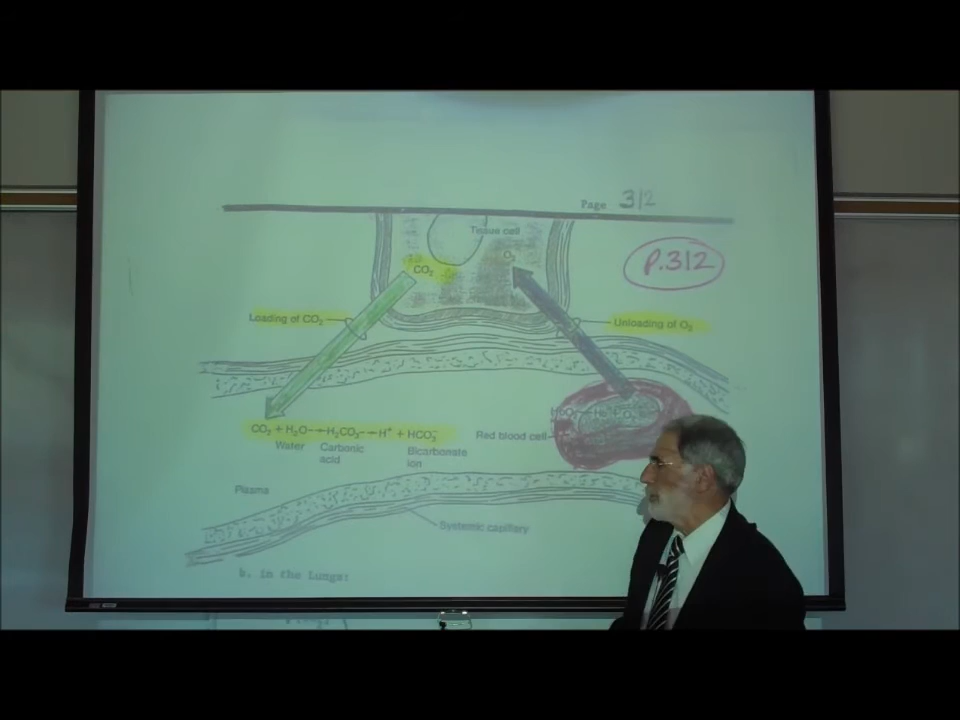 Page 312
P.312
Tissue cell
O₂
CO₂
Loading of CO₂
Unloading of O₂
CO₂ + H₂O → H₂CO₃ → H⁺ + HCO₃⁻
Water
Carbonic
acid
Bicarbonate
ion
Red blood cell
Plasma
Systemic capillary
b. in the Lungs: